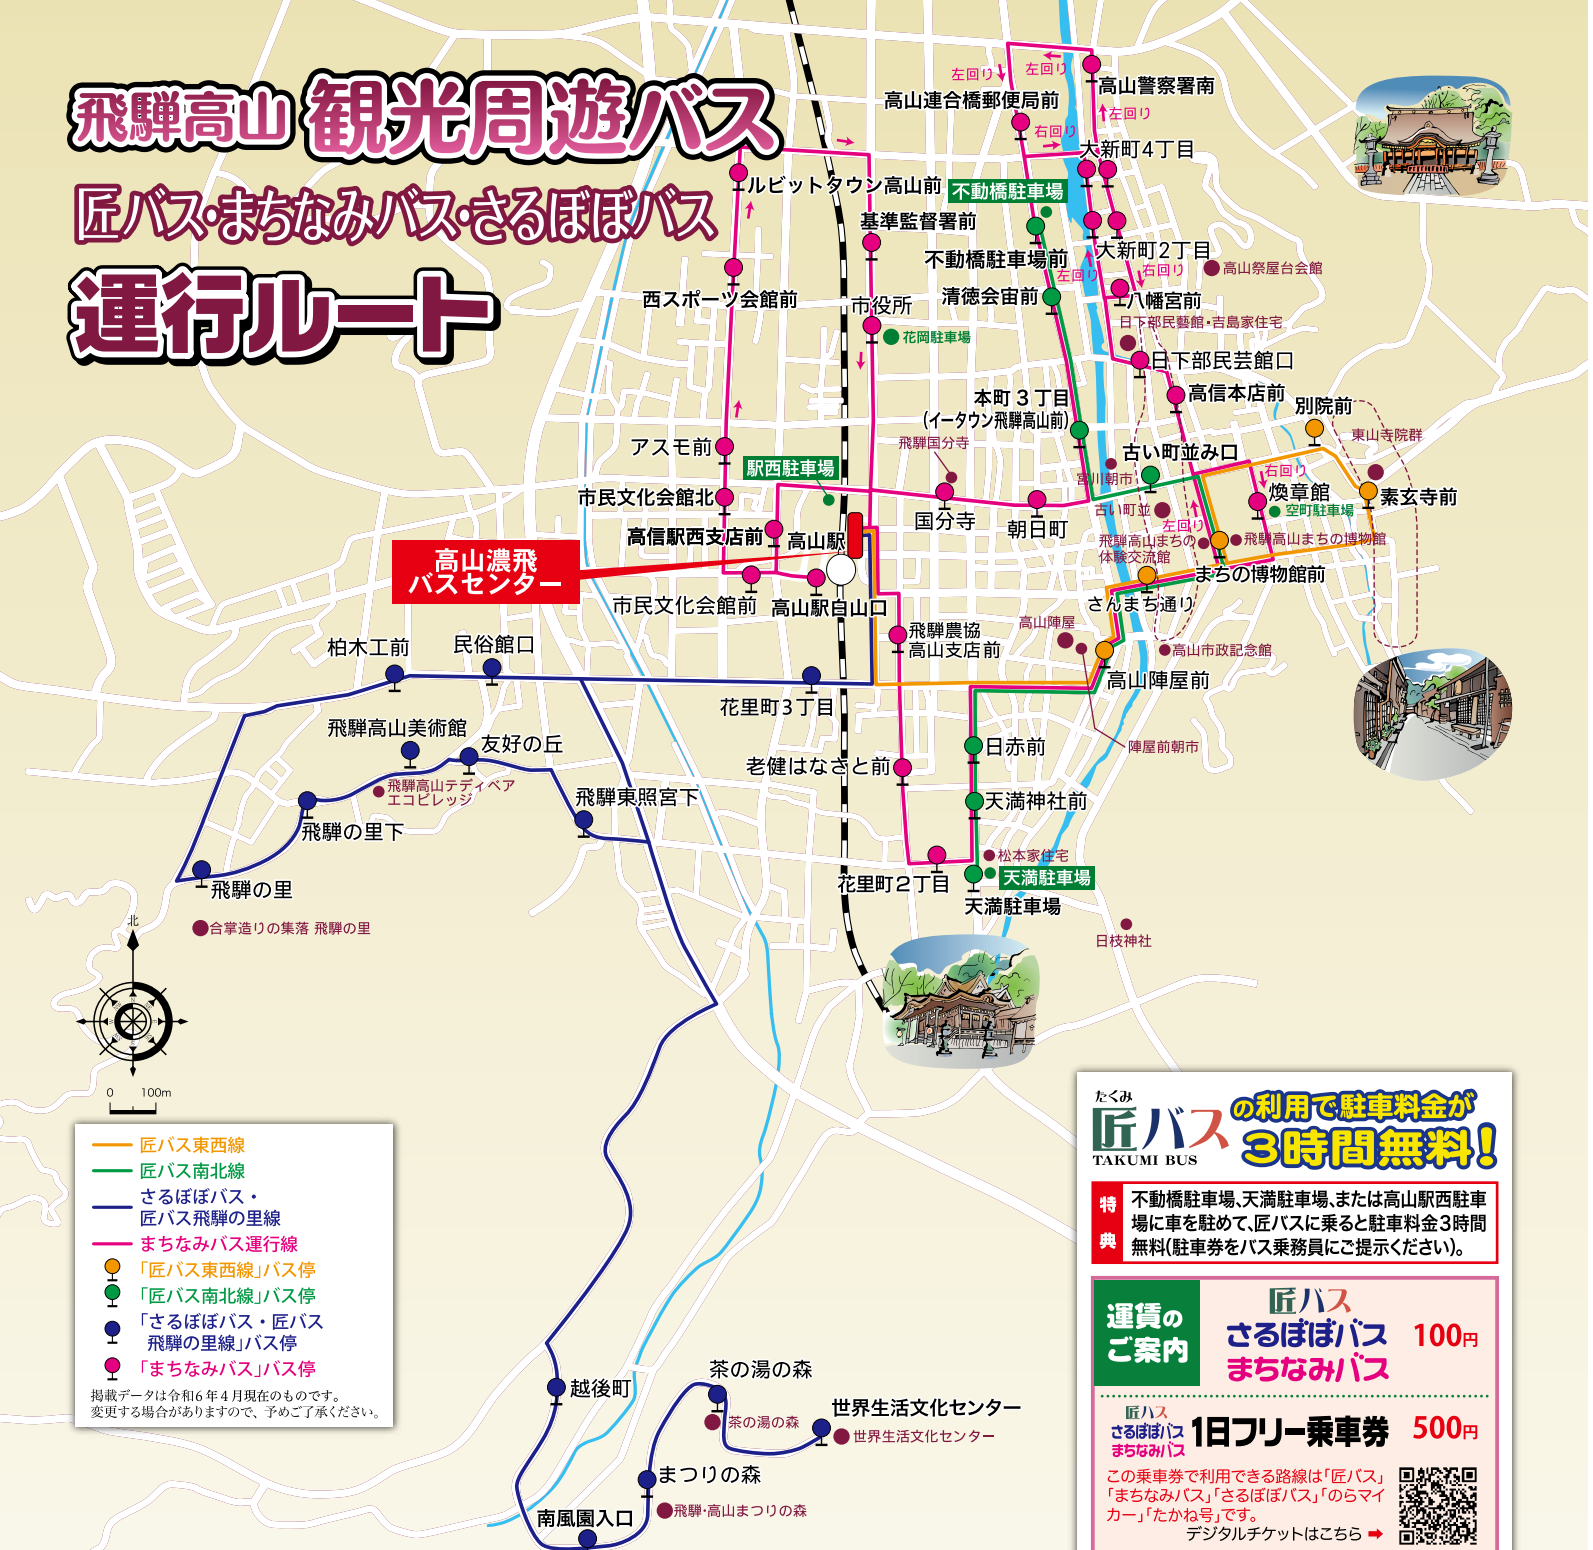 飛騨高山 観光周遊バス
匠バス・まちなみバス・さるぼぼバス
運行ルート
左回り
左回り
高山警察署南
高山連合橋郵便局前
左回り
右回り
大新町4丁目
ルビットタウン高山前
不動橋駐車場
基準監督署前
大新町2丁目
不動橋駐車場前
左回り
右回り
高山祭屋台会館
西スポーツ会館前
清徳会宙前
市役所
八幡宮前
日下部民藝館・吉島家住宅
花岡駐車場
日下部民芸館口
高信本店前
本町3丁目
(イータウン飛騨高山前)
別院前
東山寺院群
飛騨国分寺
アスモ前
古い町並み口
駅西駐車場
右回り
宮川朝市
市民文化会館北
煥章館
素玄寺前
空町駐車場
国分寺
朝日町
古い町並
左回り
高信駅西支店前
高山駅
飛騨高山まちの
体験交流館
飛騨高山まちの博物館
高山濃飛
バスセンター
まちの博物館前
市民文化会館前
高山駅白山口
さんまち通り
高山陣屋
飛騨農協
高山支店前
高山市政記念館
柏木工前
民俗館口
高山陣屋前
花里町3丁目
飛騨高山美術館
友好の丘
日赤前
陣屋前朝市
老健はなさと前
飛騨高山テディベア
エコビレッジ
飛騨東照宮下
天満神社前
飛騨の里下
松本家住宅
天満駐車場
花里町2丁目
飛騨の里
天満駐車場
合掌造りの集落 飛騨の里
日枝神社
北
0 100m
匠バス東西線
匠バス南北線
さるぼぼバス・
匠バス飛騨の里線
まちなみバス運行線
「匠バス東西線」バス停
「匠バス南北線」バス停
「さるぼぼバス・匠バス
飛騨の里線」バス停
「まちなみバス」バス停
掲載データは令和6年4月現在のものです。
変更する場合がありますので、予めご了承ください。
越後町
茶の湯の森
茶の湯の森
世界生活文化センター
世界生活文化センター
まつりの森
飛騨・高山まつりの森
南風園入口
たくみ
匠バス
TAKUMI BUS
の利用で駐車料金が
3時間無料!
特典
不動橋駐車場、天満駐車場、または高山駅西駐車
場に車を駐めて、匠バスに乗ると駐車料金3時間
無料(駐車券をバス乗務員にご提示ください)。
運賃の
ご案内
匠バス
さるぼぼバス
まちなみバス
100円
匠バス
さるぼぼバス
まちなみバス
1日フリー乗車券
500円
この乗車券で利用できる路線は「匠バス」
「まちなみバス」「さるぼぼバス」「のらマイ
カー」「たかね号」です。
デジタルチケットはこちら